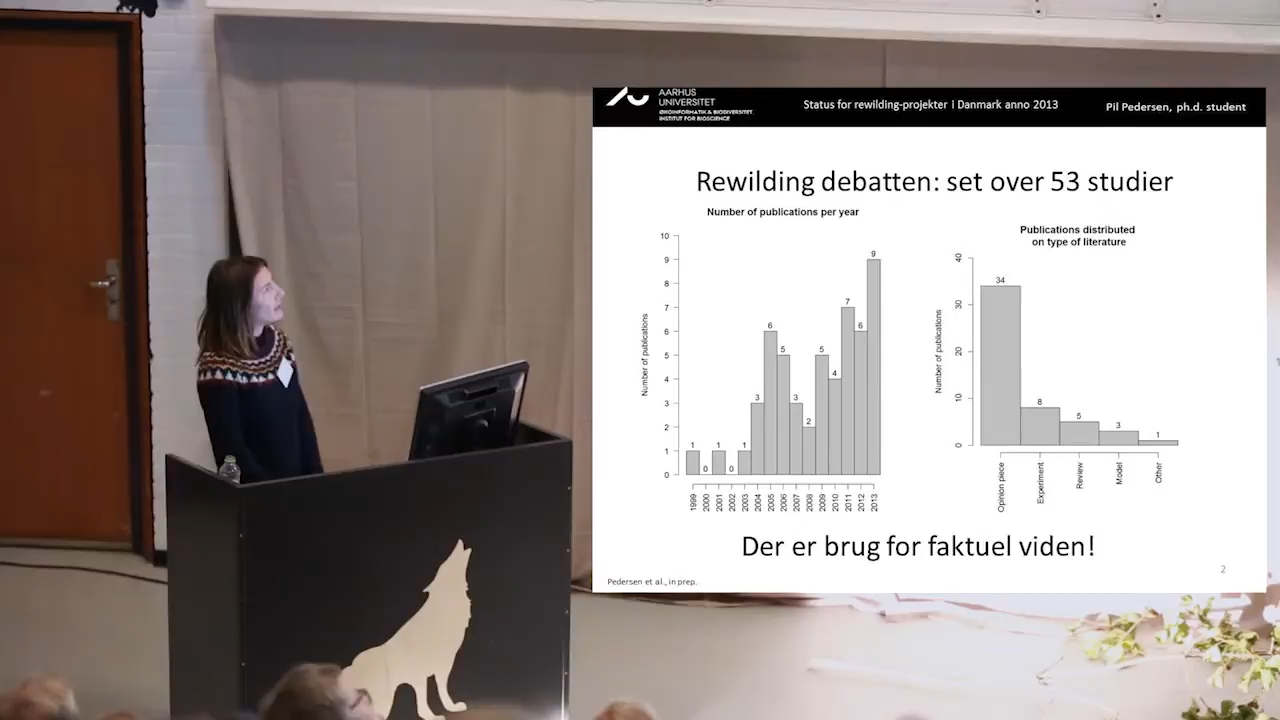 AARHUS
UNIVERSITET
ØKOINFORMATIK & BIODIVERSITET
INSTITUT FOR BIOSCIENCE
Status for rewilding-projekter i Danmark anno 2013
Pil Pedersen, ph.d. student
Rewilding debatten: set over 53 studier
Number of publications per year
Number of publications
10
9
8
7
6
5
4
3
2
1
0
1
0
1
0
1
3
6
5
3
2
5
4
7
6
9
1999
2000
2001
2002
2003
2004
2005
2006
2007
2008
2009
2010
2011
2012
2013
Publications distributed
on type of literature
Number of publications
40
30
20
10
0
34
8
5
3
1
Opinion piece
Experiment
Review
Model
Other
Der er brug for faktuel viden!
Pedersen et al., in prep.
2